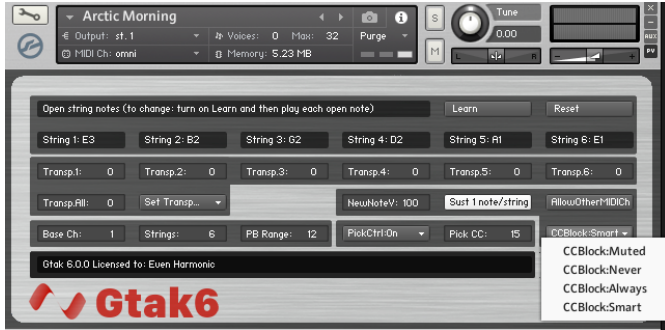 Arctic Morning
S
Tune
0.00
Output: st. 1
Voices: 0 Max: 32
Purge
MIDI Ch: omni
Memory: 5.23 MB
M
L
R
AUX
PV
Open string notes (to change: turn on Learn and then play each open note)
Learn
Reset
String 1: E3
String 2: B2
String 3: G2
String 4: D2
String 5: A1
String 6: E1
Transp.1: 0
Transp.2: 0
Transp.3: 0
Transp.4: 0
Transp.5: 0
Transp.6: 0
Transp.All: 0
Set Transp...
NewNoteV: 100
Sust 1 note/string
AllowOtherMIDICh
Base Ch: 1
Strings: 6
PB Range: 12
PickCtrl:On
Pick CC: 15
CCBlock:Smart
CCBlock:Muted
CCBlock:Never
CCBlock:Always
CCBlock:Smart
Gtak 6.0.0 Licensed to: Even Harmonic
Gtak6